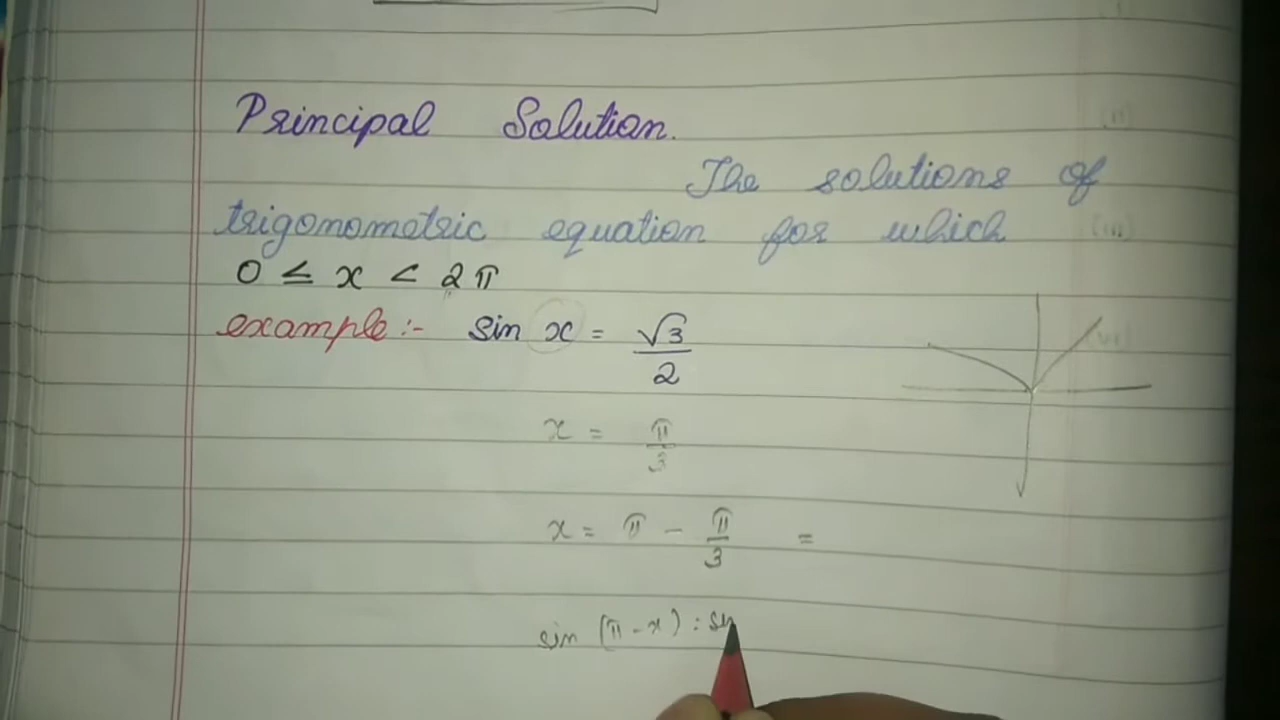 Principal Solution.
The solutions of
trigonometric equation for which
0 ≤ x < 2π
example:- sin x = √3/2
x = π/3
x = π - π/3 =
sin (π - x) = sin